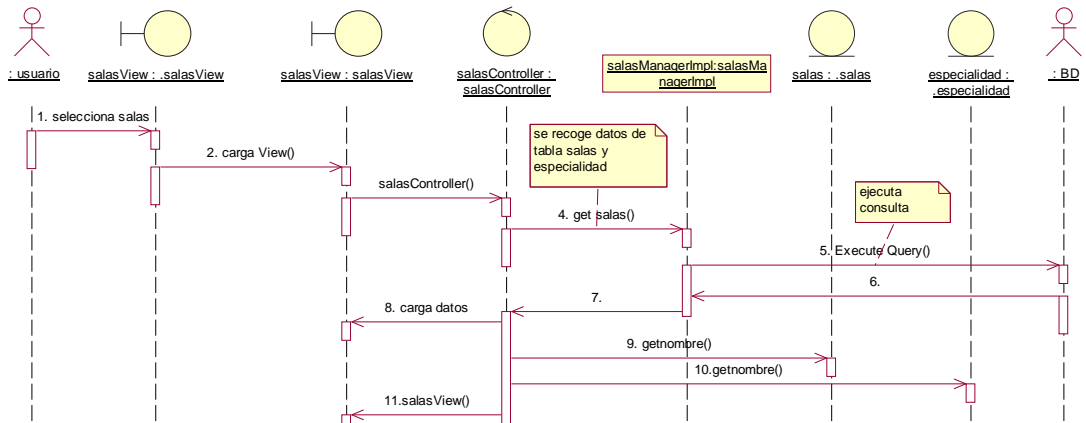 : usuario
salasView : .salasView
salasView : salasView
salasController :
salasController
salasManagerImpl:salasMa
nagerImpl
salas : .salas
especialidad :
.especialidad
: BD
1. selecciona salas
2. carga View()
salasController()
se recoge datos de
tabla salas y
especialidad
4. get salas()
ejecuta
consulta
5. Execute Query()
6.
7.
8. carga datos
9. getnombre()
10.getnombre()
11.salasView()